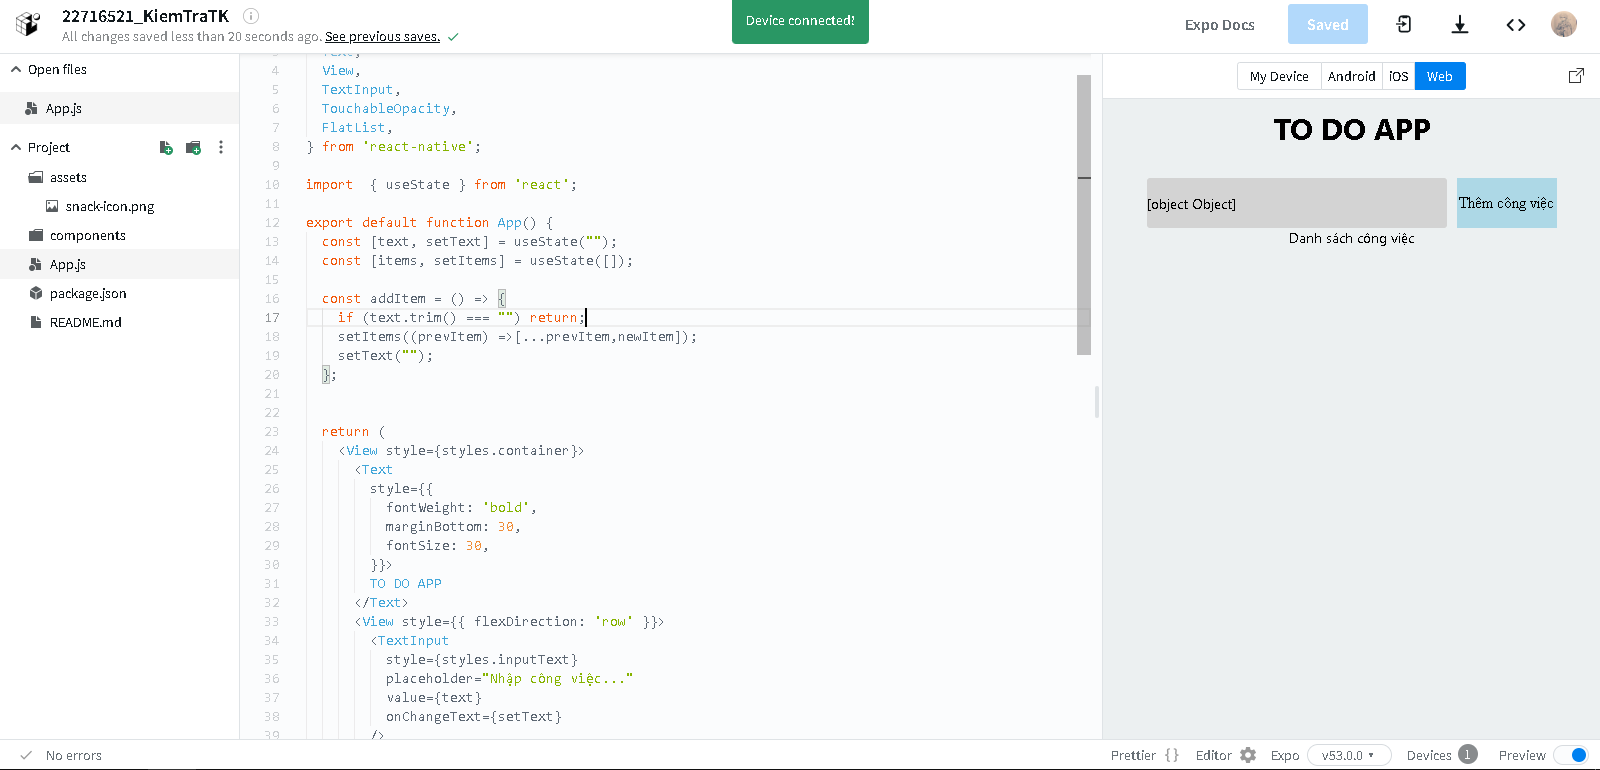 22716521_KiemTraTK
All changes saved less than 20 seconds ago. See previous saves.
Device connected!
Expo Docs
Saved
Open files
App.js
Project
assets
snack-icon.png
components
App.js
package.json
README.md
4 View,
5 TextInput,
6 TouchableOpacity,
7 FlatList,
8 } from 'react-native';
9
10 import  { useState } from 'react';
11
12 export default function App() {
13 const [text, setText] = useState("");
14 const [items, setItems] = useState([]);
15
16 const addItem = () => {
17 if (text.trim() === "") return;
18 setItems((prevItem) =>[...prevItem,newItem]);
19 setText("");
20 };
21
22
23 return (
24 <View style={styles.container}>
25 <Text
26 style={{
27 fontWeight: 'bold',
28 marginBottom: 30,
29 fontSize: 30,
30 }}>
31 TO DO APP
32 </Text>
33 <View style={{ flexDirection: 'row' }}>
34 <TextInput
35 style={styles.inputText}
36 placeholder="Nhập công việc..."
37 value={text}
38 onChangeText={setText}
39 />
My Device
Android
iOS
Web
TO DO APP
[object Object]
Thêm công việc
Danh sách công việc
No errors
Prettier { }
Editor
Expo
v53.0.0
Devices 1
Preview